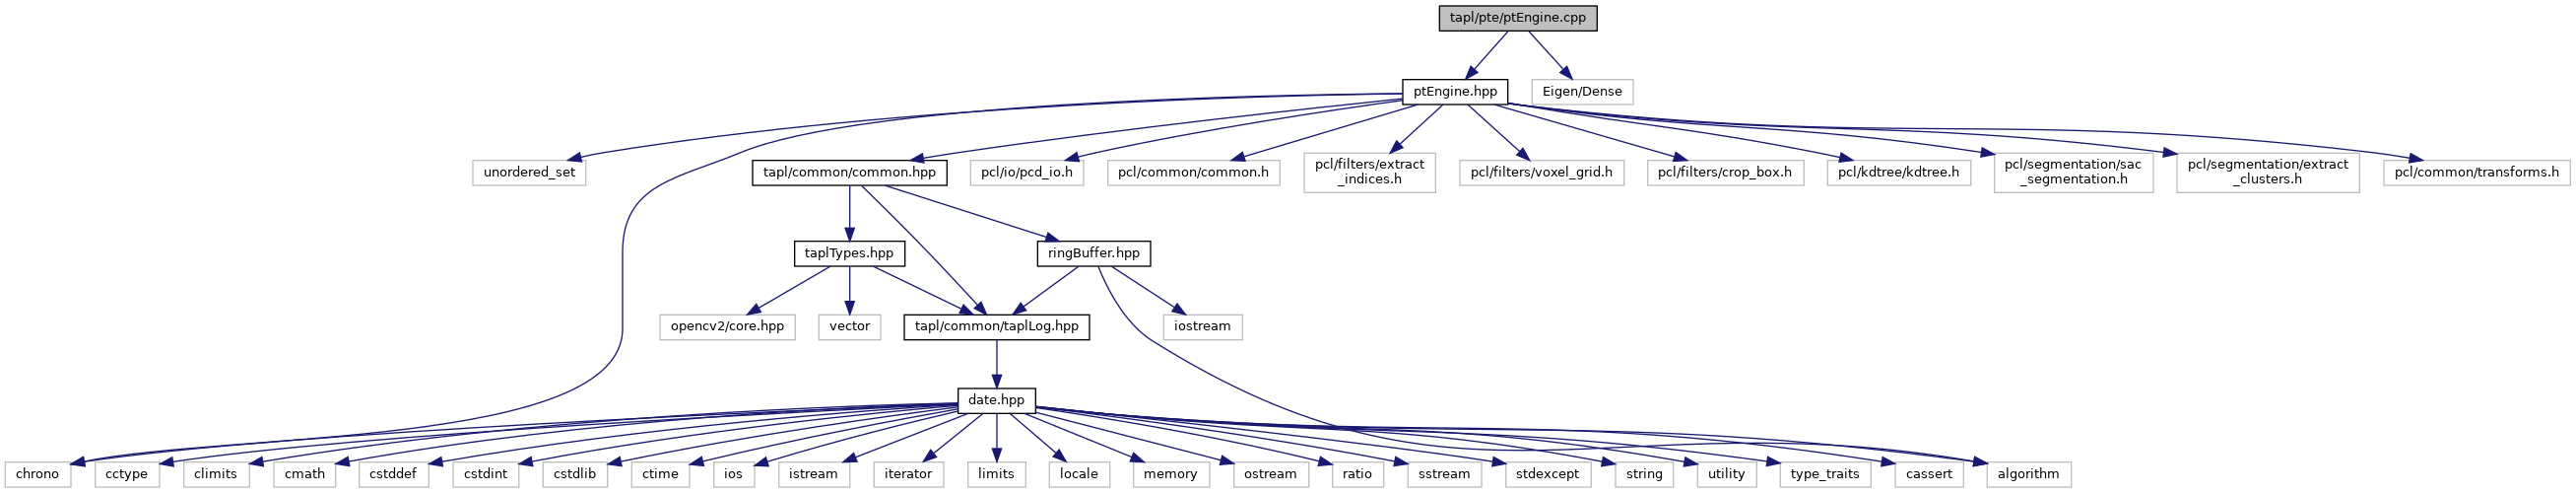 tapl/pte/ptEngine.cpp
ptEngine.hpp
Eigen/Dense
unordered_set
tapl/common/common.hpp
pcl/io/pcd_io.h
pcl/common/common.h
pcl/filters/extract
_indices.h
pcl/filters/voxel_grid.h
pcl/filters/crop_box.h
pcl/kdtree/kdtree.h
pcl/segmentation/sac
_segmentation.h
pcl/segmentation/extract
_clusters.h
pcl/common/transforms.h
taplTypes.hpp
ringBuffer.hpp
opencv2/core.hpp
vector
tapl/common/taplLog.hpp
iostream
date.hpp
chrono
cctype
climits
cmath
cstddef
cstdint
cstdlib
ctime
ios
istream
iterator
limits
locale
memory
ostream
ratio
sstream
stdexcept
string
utility
type_traits
cassert
algorithm